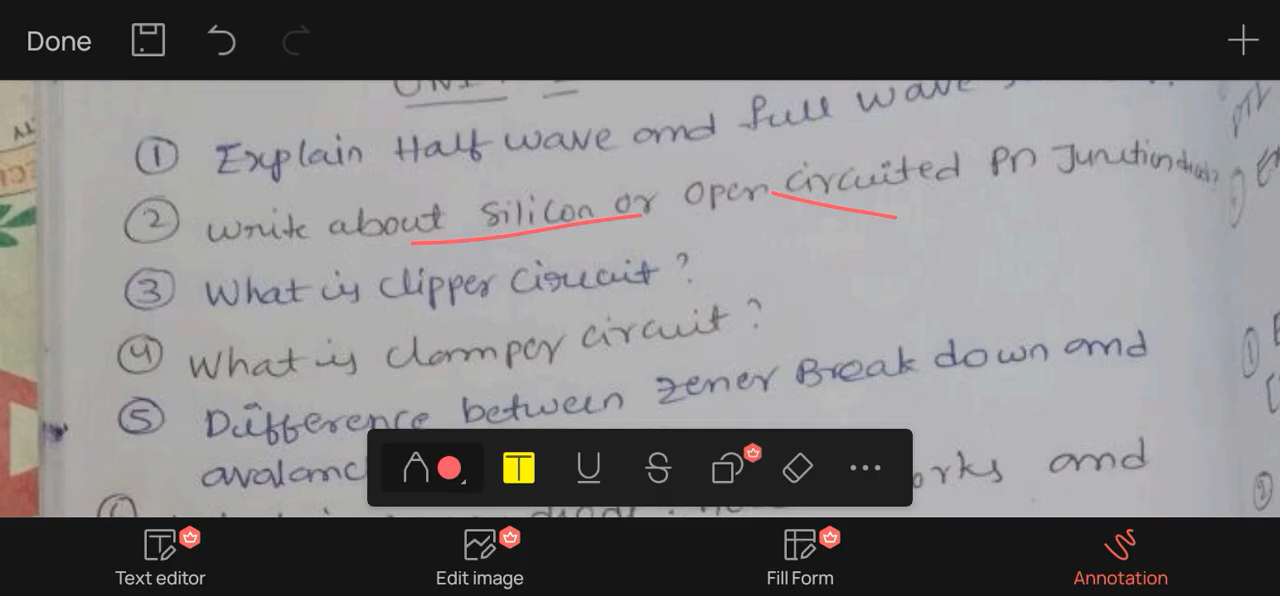 Done
① Explain Half wave and full wave
② write about silicon or open circuited PN Junction
③ What is clipper circuit?
④ What is clamper circuit?
⑤ Difference between zener Break down and
and
Text editor
Edit image
Fill Form
Annotation